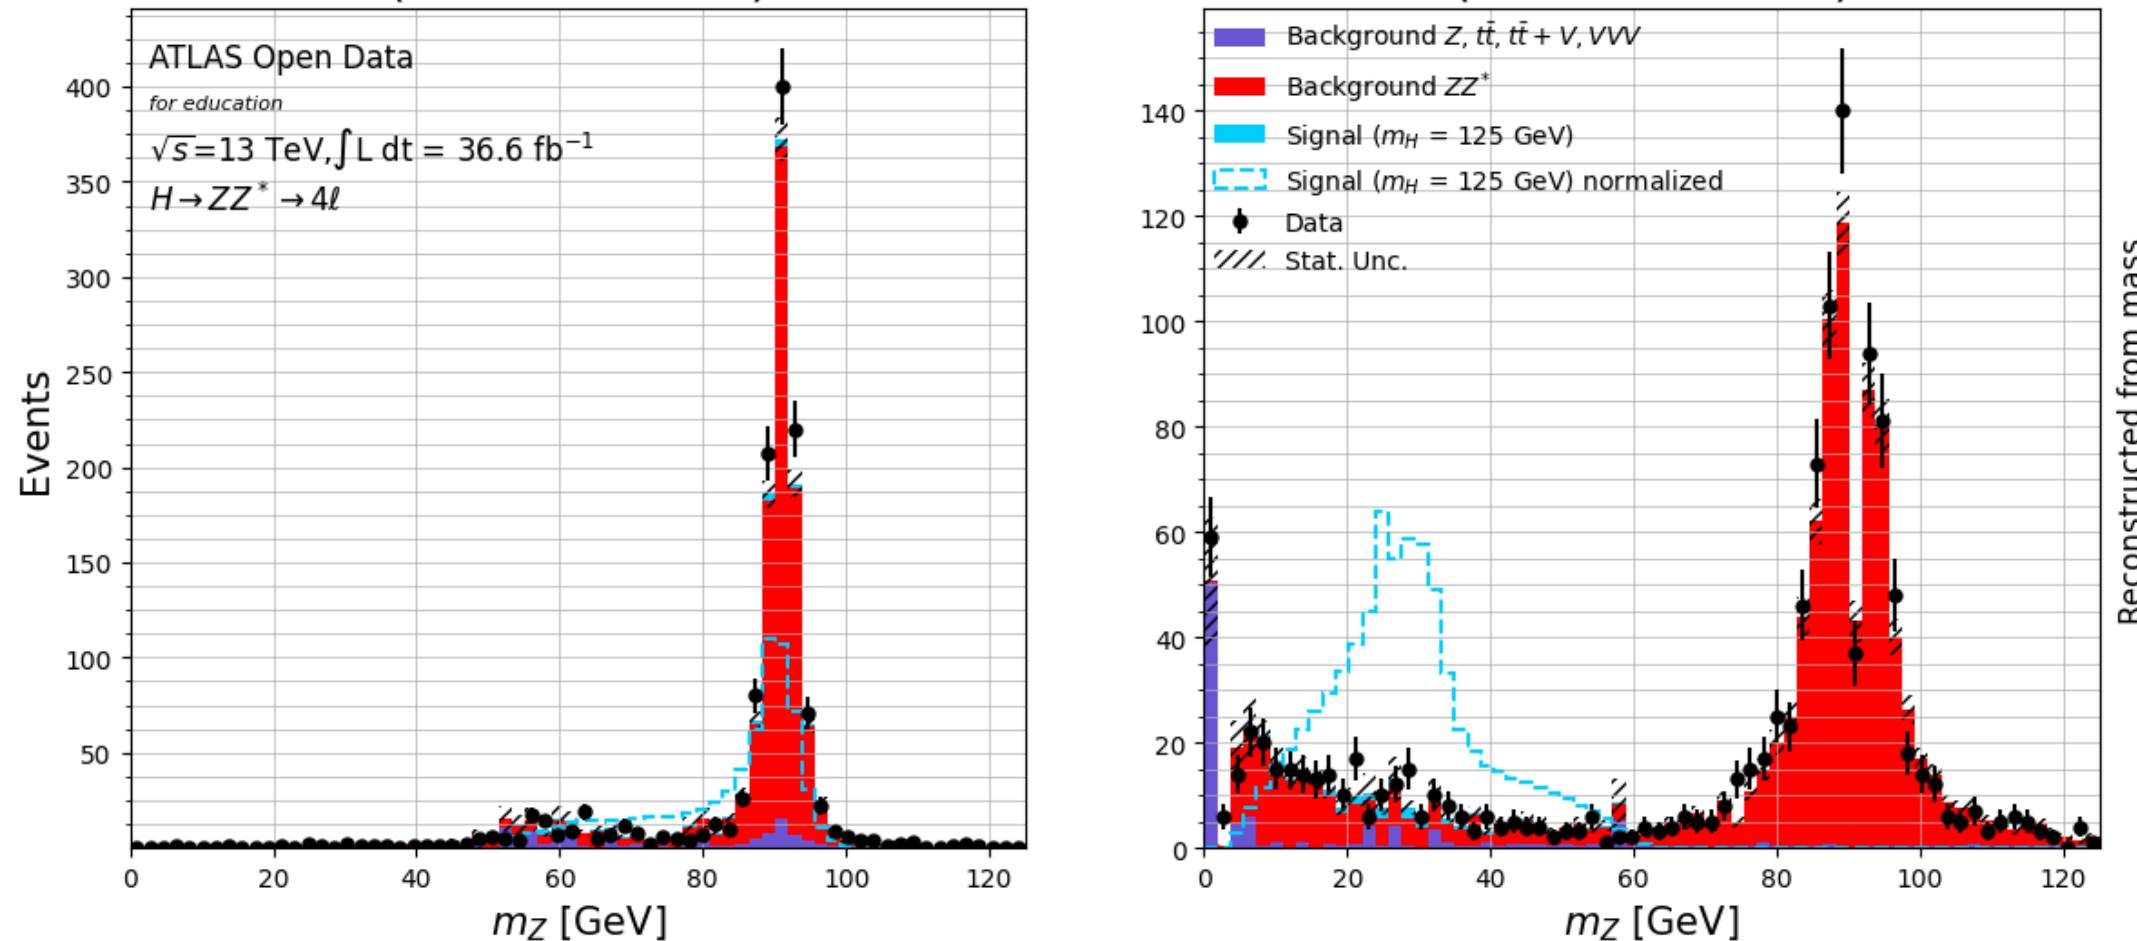 ATLAS Open Data
for education
√s=13 TeV,∫L dt = 36.6 fb⁻¹
H→ZZ*→4ℓ
Events
400
350
300
250
200
150
100
50
0 20 40 60 80 100 120
m_Z [GeV]
Background Z, tt̄, tt̄ + V, VVV
Background ZZ*
Signal (m_H = 125 GeV)
Signal (m_H = 125 GeV) normalized
Data
Stat. Unc.
140
120
100
80
60
40
20
0
0 20 40 60 80 100 120
m_Z [GeV]
Reconstructed from mass